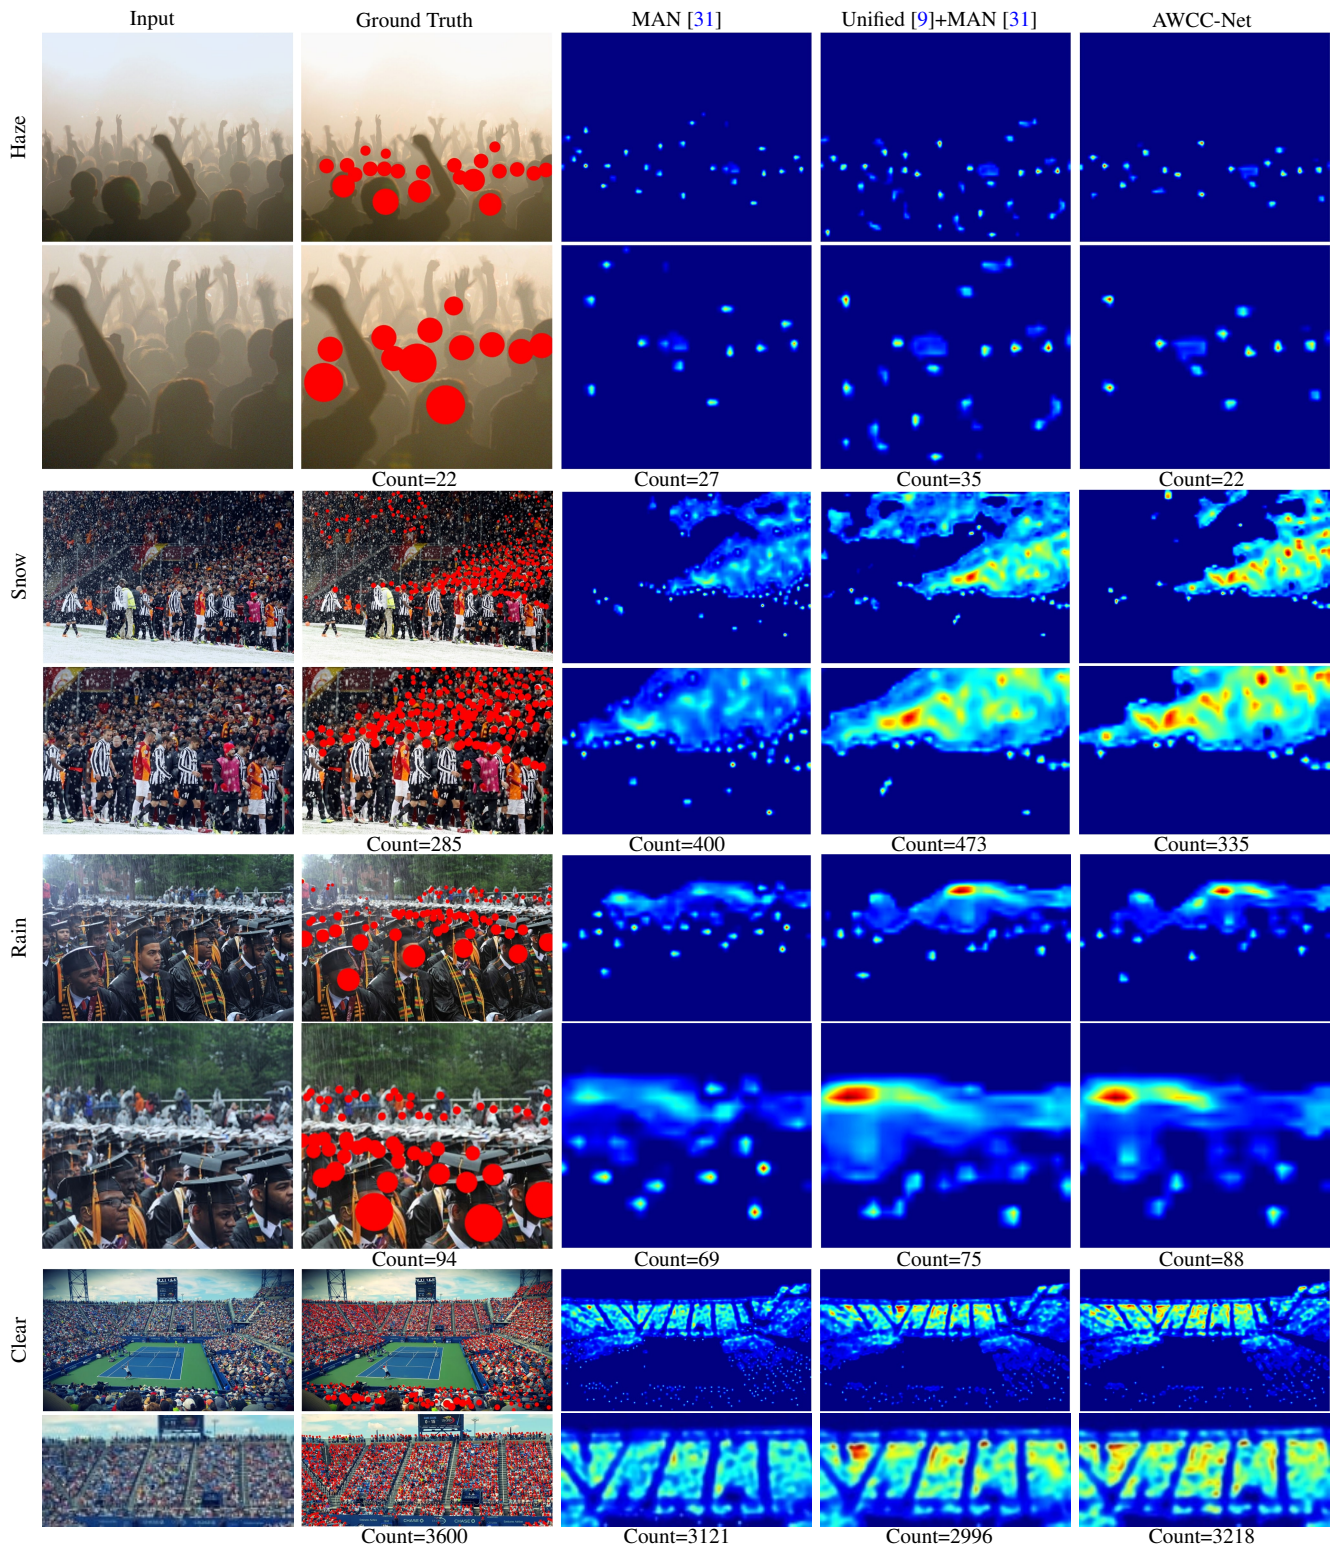 Input Ground Truth MAN [31] Unified [9]+MAN [31] AWCC-Net
Haze
Count=22 Count=27 Count=35 Count=22
Snow
Count=285 Count=400 Count=473 Count=335
Rain
Count=94 Count=69 Count=75 Count=88
Clear
Count=3600 Count=3121 Count=2996 Count=3218